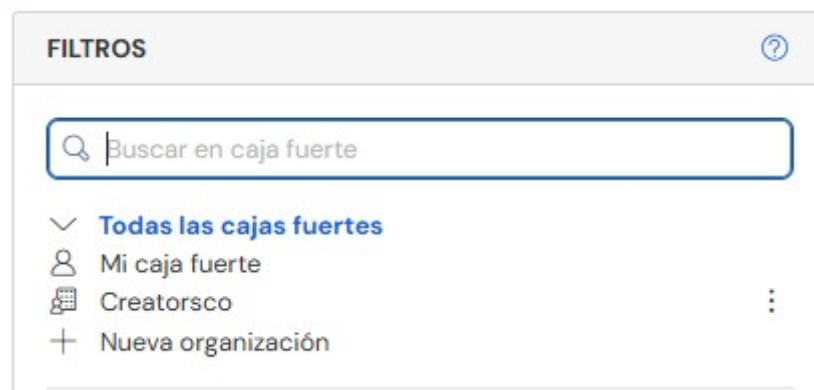 FILTROS
Buscar en caja fuerte
Todas las cajas fuertes
Mi caja fuerte
Creatorsco
Nueva organización